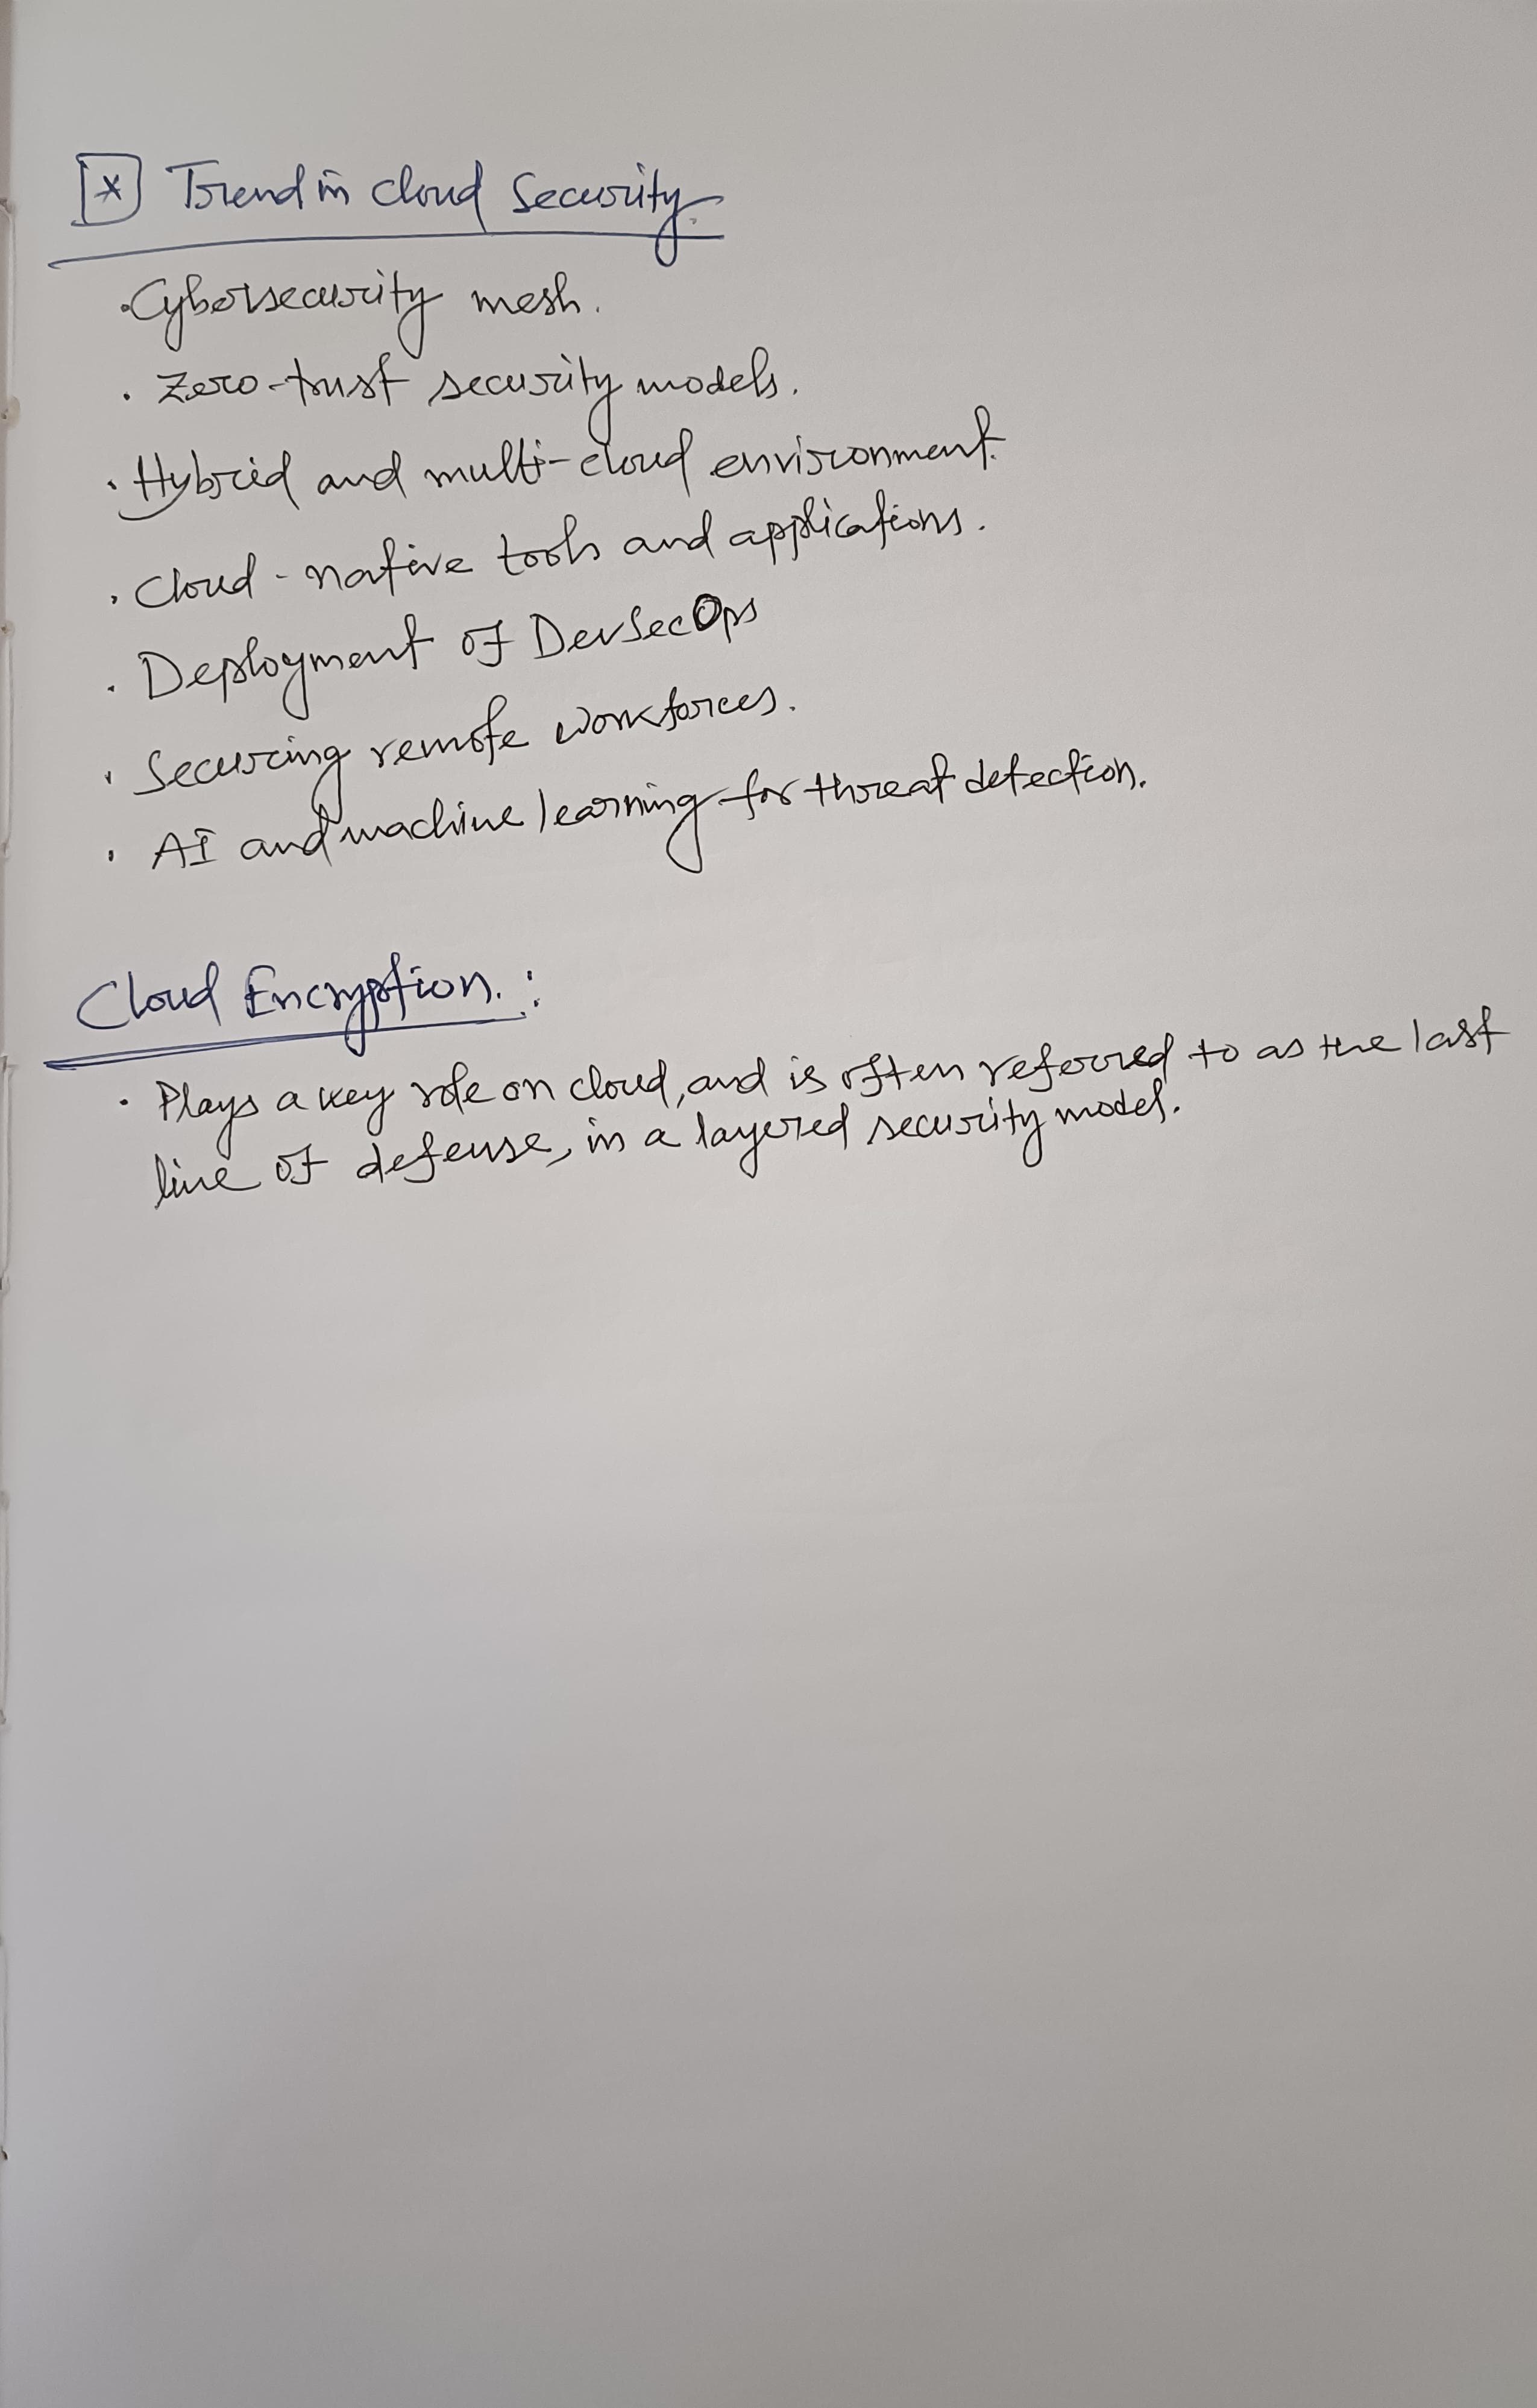 [*] Trend in cloud Security.
• Cybersecurity mesh.
• Zero-trust security models.
• Hybrid and multi-cloud environment.
• Cloud-native tools and applications.
• Deployment of DevSecOps
• Securing remote workforces.
• AI and machine learning for threat detection.
Cloud Encryption. :
• Plays a key role on cloud, and is often referred to as the last
line of defense, in a layered security model.